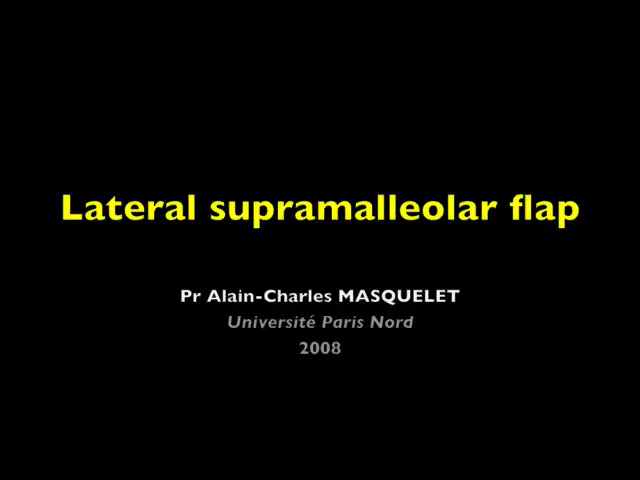 Lateral supramalleolar flap
Pr Alain-Charles MASQUELET
Université Paris Nord
2008